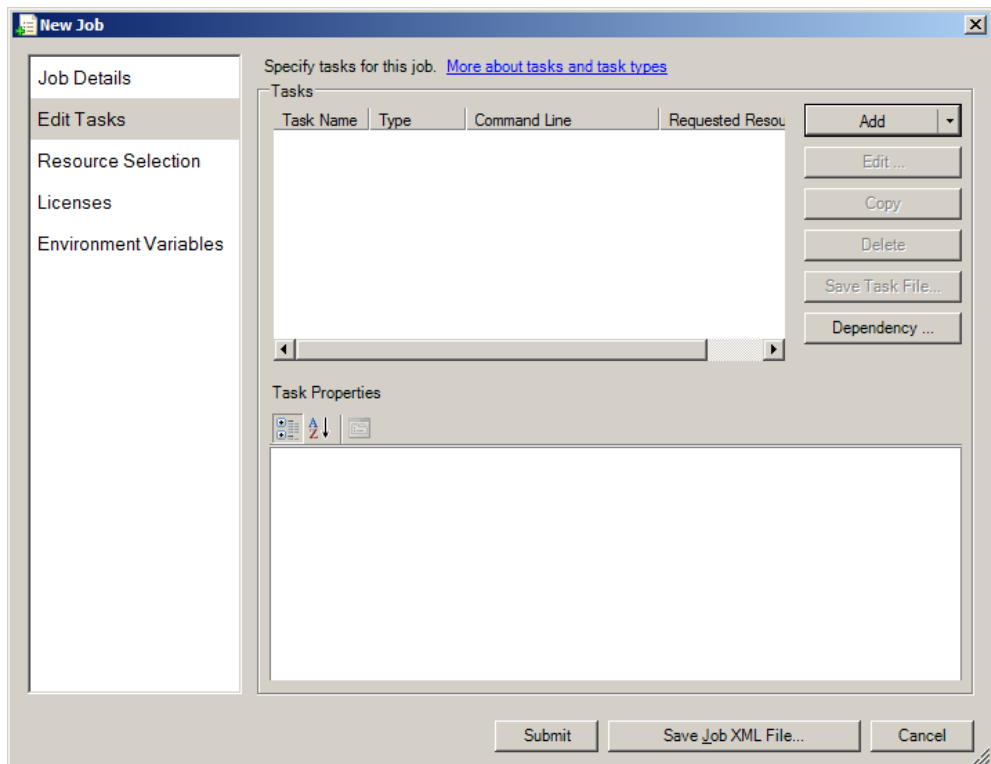 New Job
Job Details
Edit Tasks
Resource Selection
Licenses
Environment Variables
Specify tasks for this job. More about tasks and task types
Tasks
Task Name Type Command Line Requested Resou
Add
Edit ...
Copy
Delete
Save Task File...
Dependency ...
Task Properties
A
Z
Submit Save Job XML File... Cancel